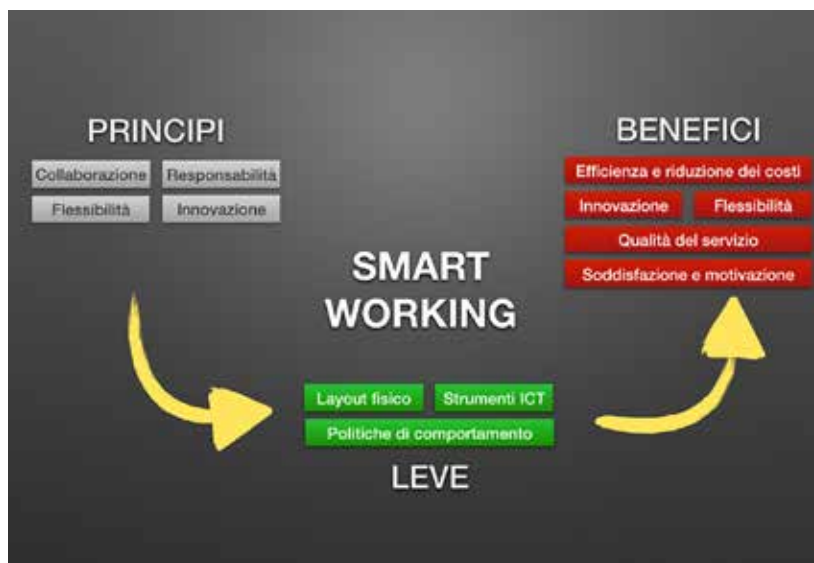 PRINCIPI
Collaborazione
Responsabilità
Flessibilità
Innovazione
SMART
WORKING
Layout fisico
Strumenti ICT
Politiche di comportamento
LEVE
BENEFICI
Efficienza e riduzione dei costi
Innovazione
Flessibilità
Qualità del servizio
Soddisfazione e motivazione